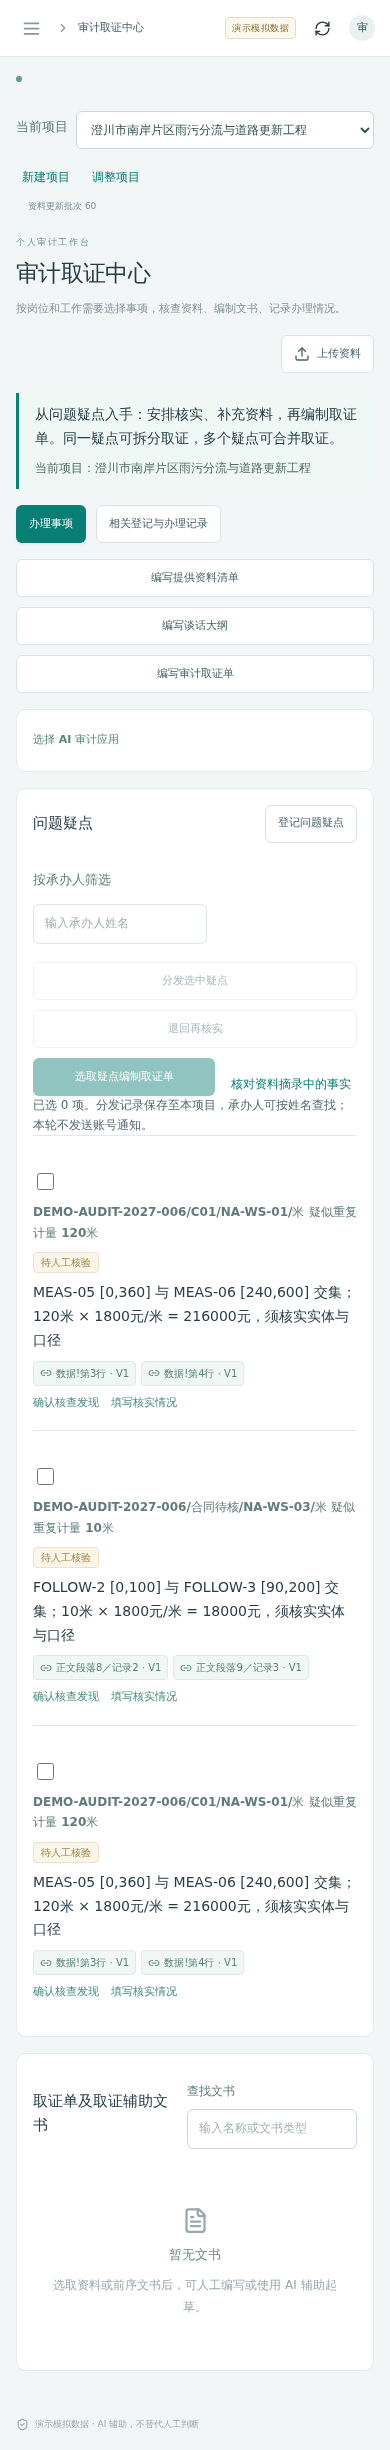 审计取证中心
演示模拟数据
审
当前项目
澄川市南岸片区雨污分流与道路更新工程
新建项目 调整项目
资料更新批次 60
个人审计工作台
审计取证中心
按岗位和工作需要选择事项，核查资料、编制文书、记录办理情况。
上传资料
从问题疑点入手：安排核实、补充资料，再编制取证
单。同一疑点可拆分取证，多个疑点可合并取证。
当前项目：澄川市南岸片区雨污分流与道路更新工程
办理事项 相关登记与办理记录
编写提供资料清单
编写谈话大纲
编写审计取证单
选择 AI 审计应用
问题疑点
登记问题疑点
按承办人筛选
输入承办人姓名
分发选中疑点
退回再核实
选取疑点编制取证单 核对资料摘录中的事实
已选 0 项。分发记录保存至本项目，承办人可按姓名查找；
本轮不发送账号通知。
DEMO-AUDIT-2027-006/C01/NA-WS-01/米 疑似重复
计量 120米
待人工核验
MEAS-05 [0,360] 与 MEAS-06 [240,600] 交集；
120米 × 1800元/米 = 216000元，须核实实体与
口径
数据!第3行 · V1 数据!第4行 · V1
确认核查发现 填写核实情况
DEMO-AUDIT-2027-006/合同待核/NA-WS-03/米 疑似
重复计量 10米
待人工核验
FOLLOW-2 [0,100] 与 FOLLOW-3 [90,200] 交
集；10米 × 1800元/米 = 18000元，须核实实体
与口径
正文段落8／记录2 · V1 正文段落9／记录3 · V1
确认核查发现 填写核实情况
DEMO-AUDIT-2027-006/C01/NA-WS-01/米 疑似重复
计量 120米
待人工核验
MEAS-05 [0,360] 与 MEAS-06 [240,600] 交集；
120米 × 1800元/米 = 216000元，须核实实体与
口径
数据!第3行 · V1 数据!第4行 · V1
确认核查发现 填写核实情况
取证单及取证辅助文
书
查找文书
输入名称或文书类型
暂无文书
选取资料或前序文书后，可人工编写或使用 AI 辅助起
草。
演示模拟数据 · AI 辅助，不替代人工判断